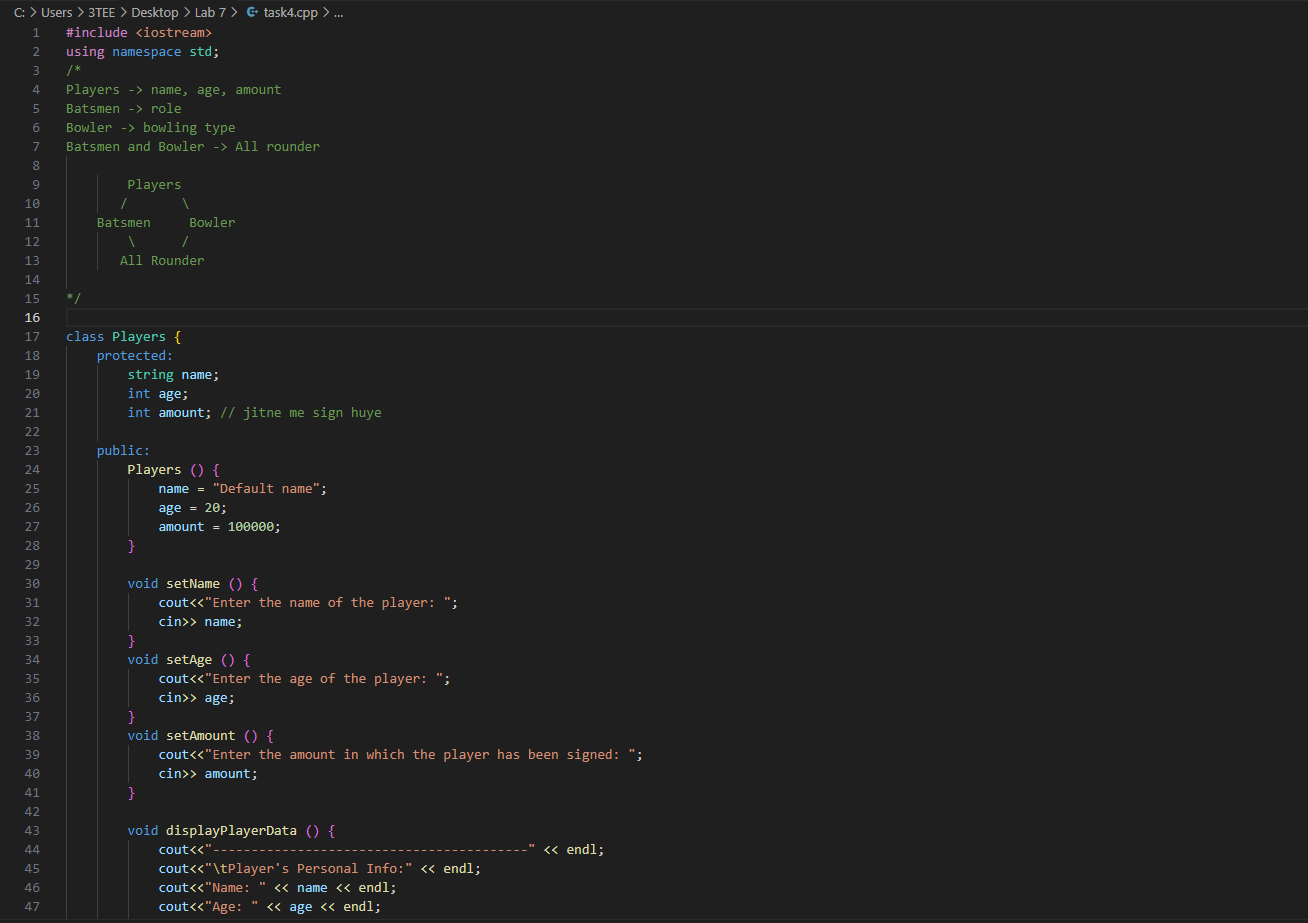 C: > Users > 3TEE > Desktop > Lab 7 > task4.cpp > ...
1 #include <iostream>
2 using namespace std;
3 /*
4 Players -> name, age, amount
5 Batsmen -> role
6 Bowler -> bowling type
7 Batsmen and Bowler -> All rounder
8
9         Players
10        /       \
11     Batsmen     Bowler
12         \      /
13        All Rounder
14
15 */
16
17 class Players {
18     protected:
19         string name;
20         int age;
21         int amount; // jitne me sign huye
22
23     public:
24         Players () {
25             name = "Default name";
26             age = 20;
27             amount = 100000;
28         }
29
30         void setName () {
31             cout<<"Enter the name of the player: ";
32             cin>> name;
33         }
34         void setAge () {
35             cout<<"Enter the age of the player: ";
36             cin>> age;
37         }
38         void setAmount () {
39             cout<<"Enter the amount in which the player has been signed: ";
40             cin>> amount;
41         }
42
43         void displayPlayerData () {
44             cout<<"-----------------------------------------" << endl;
45             cout<<"\tPlayer's Personal Info:" << endl;
46             cout<<"Name: " << name << endl;
47             cout<<"Age: " << age << endl;